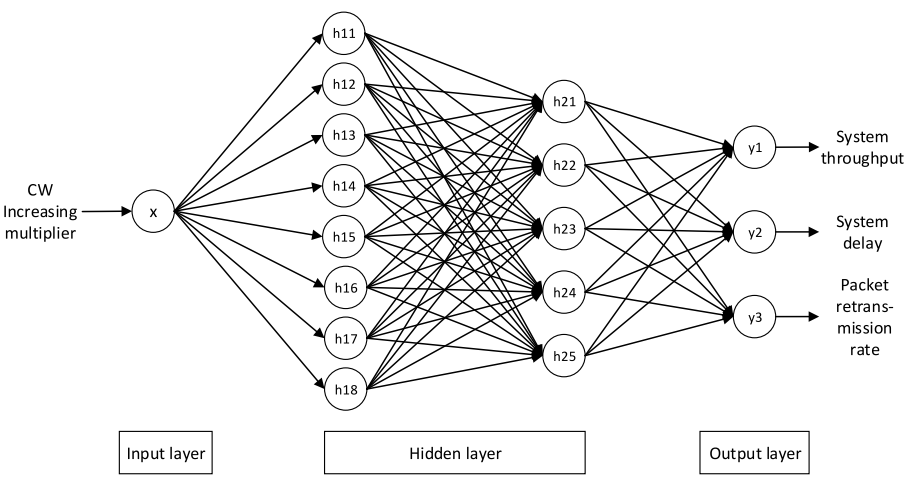 CW
Increasing
multiplier
x
h11
h12
h13
h14
h15
h16
h17
h18
h21
h22
h23
h24
h25
y1
y2
y3
System
throughput
System
delay
Packet
retrans-
mission
rate
Input layer
Hidden layer
Output layer